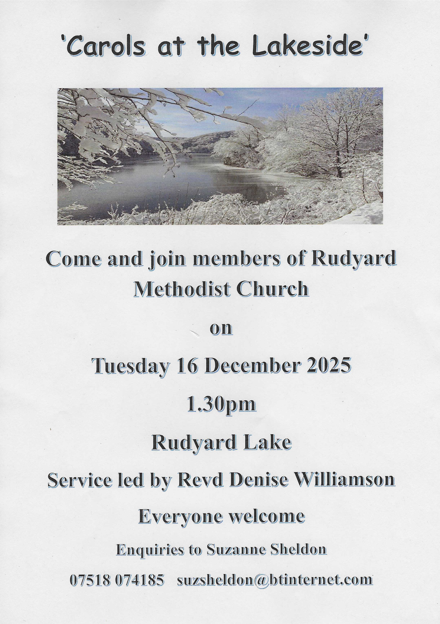 'Carols at the Lakeside'
Come and join members of Rudyard
Methodist Church
on
Tuesday 16 December 2025
1.30pm
Rudyard Lake
Service led by Revd Denise Williamson
Everyone welcome
Enquiries to Suzanne Sheldon
07518 074185 suzsheldon@btinternet.com